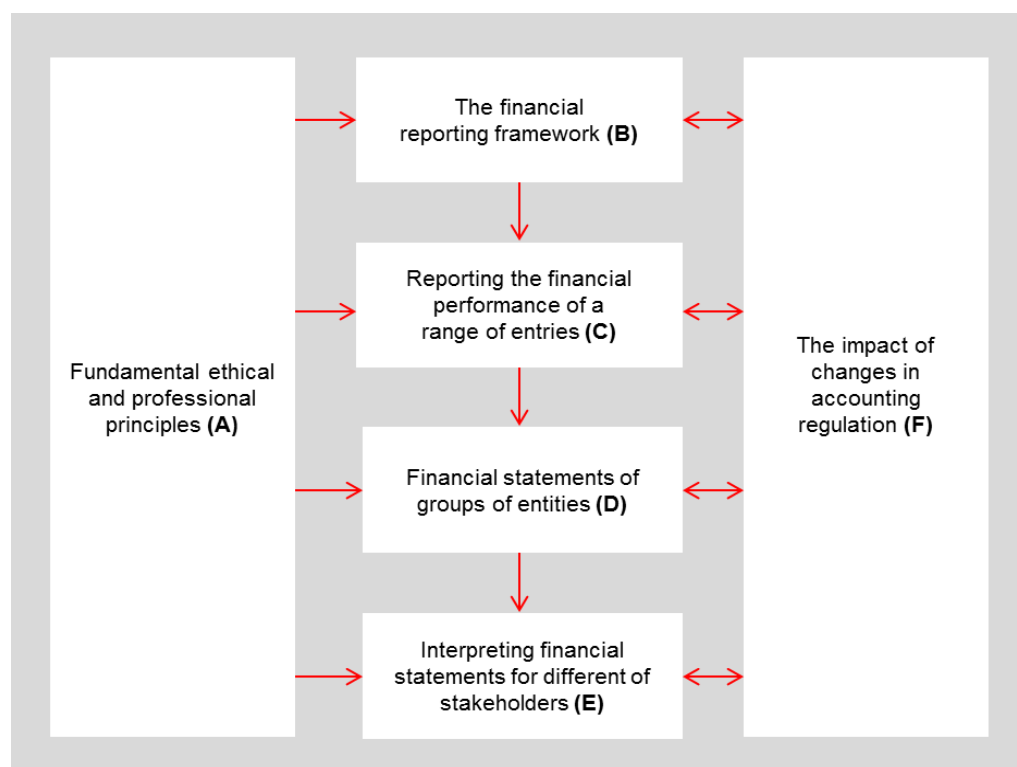 Fundamental ethical
and professional
principles (A)
The financial
reporting framework (B)
Reporting the financial
performance of a
range of entries (C)
Financial statements of
groups of entities (D)
Interpreting financial
statements for different of
stakeholders (E)
The impact of
changes in
accounting
regulation (F)